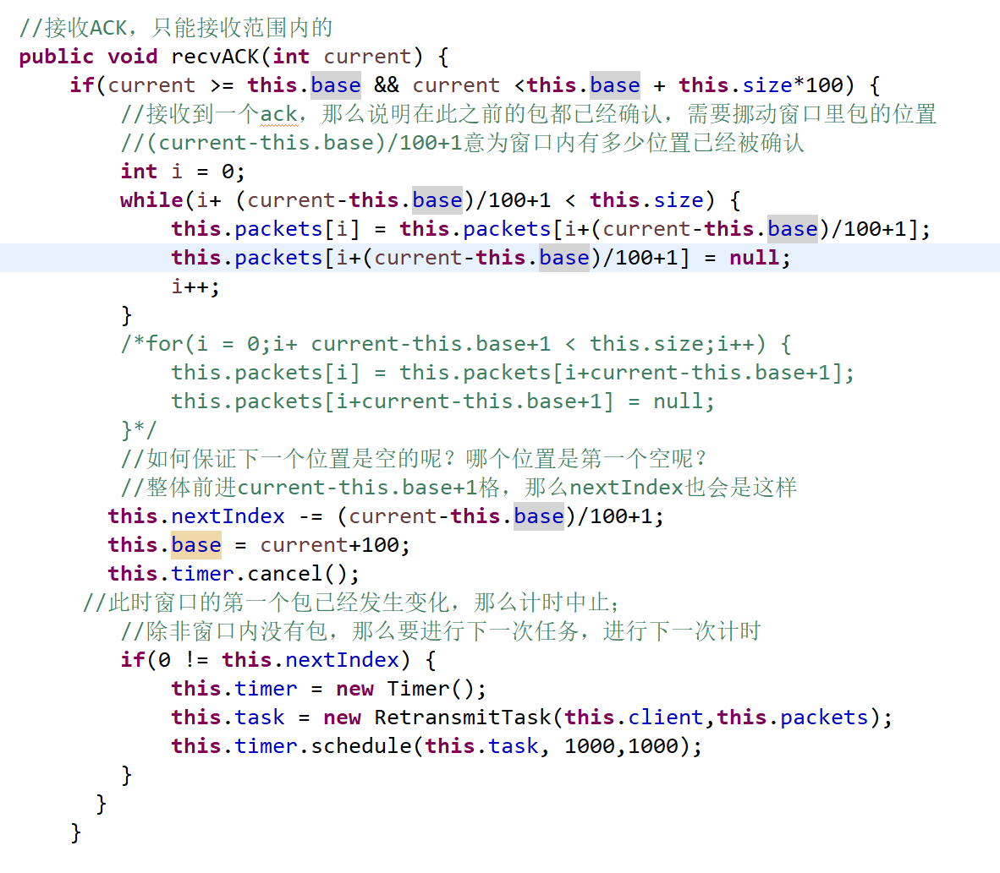 //接收ACK，只能接收范围内的
public void recvACK(int current) {
if(current >= this.base && current <this.base + this.size*100) {
//接收到一个ack，那么说明在此之前的包都已经确认，需要挪动窗口里包的位置
//(current-this.base)/100+1意为窗口内有多少位置已经被确认
int i = 0;
while(i+ (current-this.base)/100+1 < this.size) {
this.packets[i] = this.packets[i+(current-this.base)/100+1];
this.packets[i+(current-this.base)/100+1] = null;
i++;
}
/*for(i = 0;i+ current-this.base+1 < this.size;i++) {
this.packets[i] = this.packets[i+current-this.base+1];
this.packets[i+current-this.base+1] = null;
}*/
//如何保证下一个位置是空的呢？哪个位置是第一个空呢？
//整体前进current-this.base+1格，那么nextIndex也会是这样
this.nextIndex -= (current-this.base)/100+1;
this.base = current+100;
this.timer.cancel();
//此时窗口的第一个包已经发生变化，那么计时中止；
//除非窗口内没有包，那么要进行下一次任务，进行下一次计时
if(0 != this.nextIndex) {
this.timer = new Timer();
this.task = new RetransmitTask(this.client,this.packets);
this.timer.schedule(this.task, 1000,1000);
}
}
}